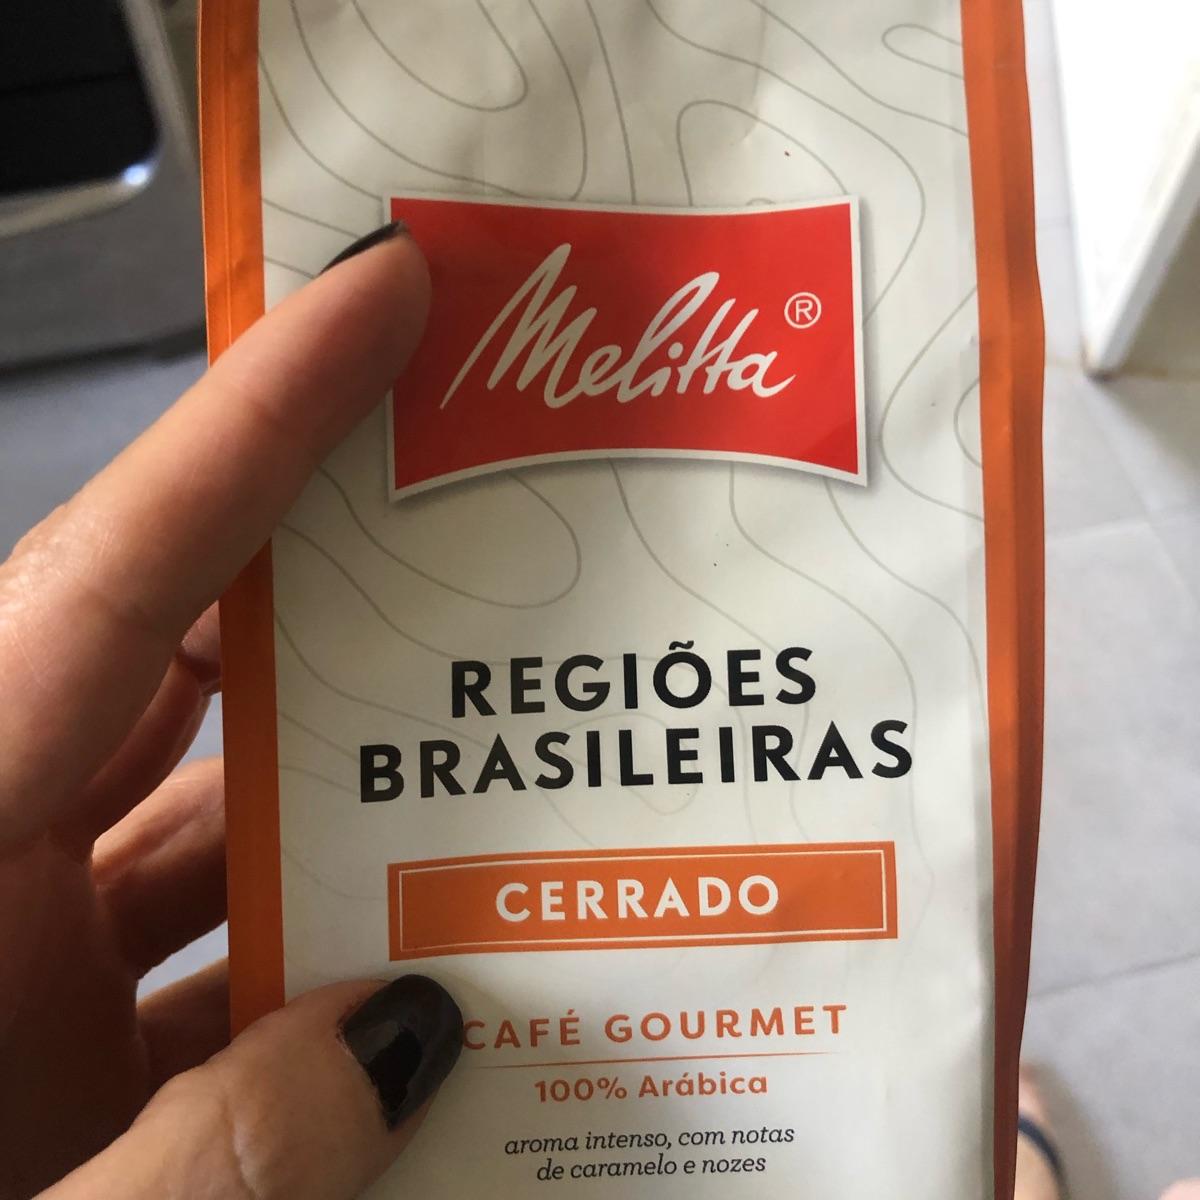 Melitta®
REGIÕES
BRASILEIRAS
CERRADO
CAFÉ GOURMET
100% Arábica
aroma intenso, com notas
de caramelo e nozes